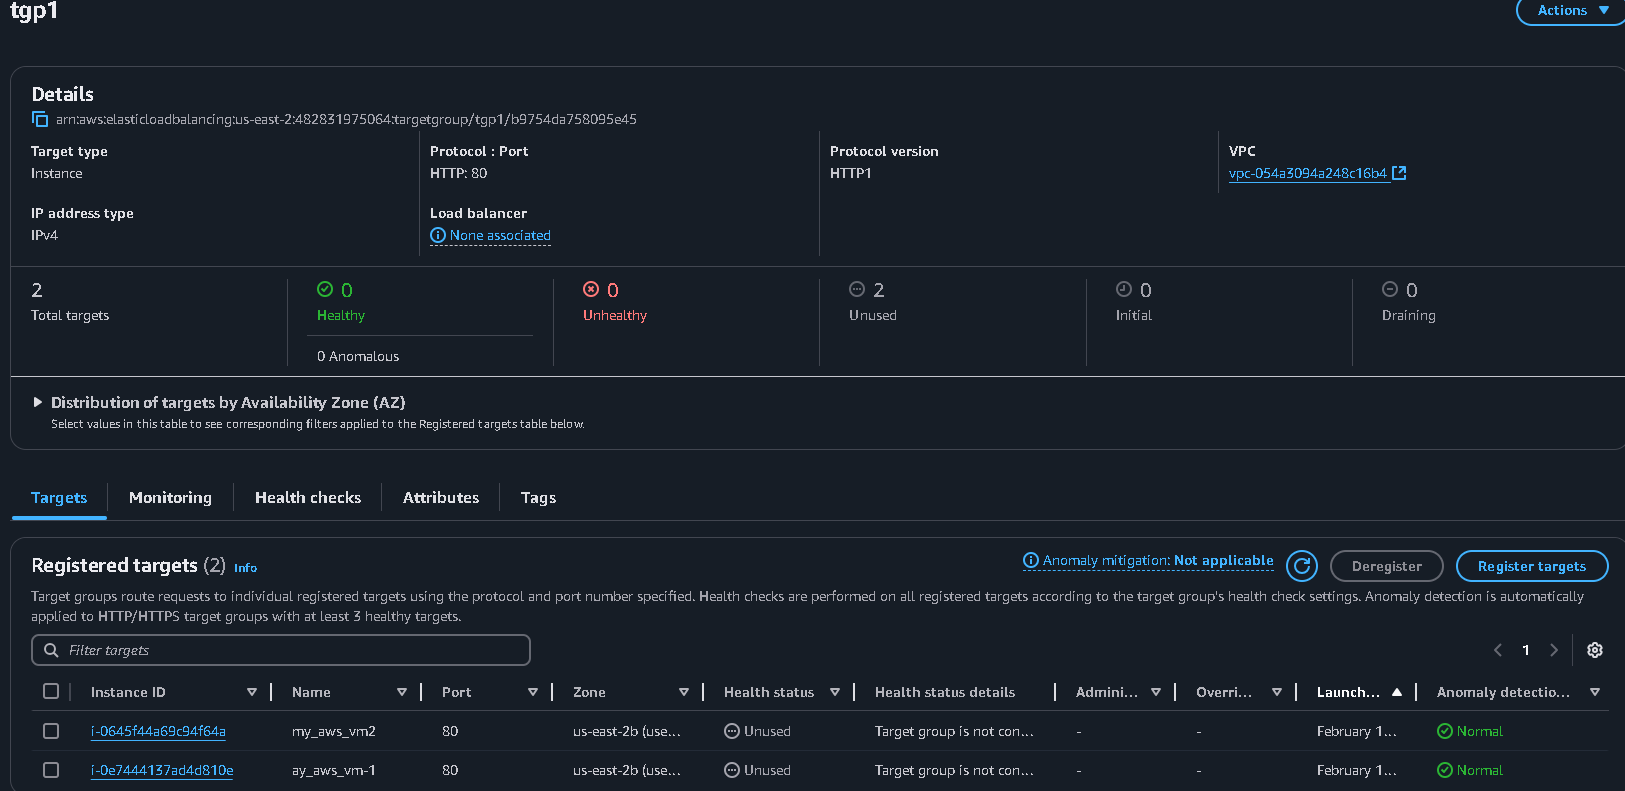 tgp1
Actions
Details
arn:aws:elasticloadbalancing:us-east-2:482831975064:targetgroup/tgp1/b9754da758095e45
Target type
Instance
Protocol : Port
HTTP: 80
Protocol version
HTTP1
VPC
vpc-054a3094a248c16b4
IP address type
IPv4
Load balancer
None associated
2
Total targets
0
Healthy
0 Anomalous
0
Unhealthy
2
Unused
0
Initial
0
Draining
Distribution of targets by Availability Zone (AZ)
Select values in this table to see corresponding filters applied to the Registered targets table below.
Targets Monitoring Health checks Attributes Tags
Registered targets (2) Info
Anomaly mitigation: Not applicable
Deregister
Register targets
Target groups route requests to individual registered targets using the protocol and port number specified. Health checks are performed on all registered targets according to the target group's health check settings. Anomaly detection is automatically
applied to HTTP/HTTPS target groups with at least 3 healthy targets.
Filter targets
1
Instance ID Name Port Zone Health status Health status details Admini... Overri... Launch... Anomaly detectio...
i-0645f44a69c94f64a my_aws_vm2 80 us-east-2b (use... Unused Target group is not con... - - February 1... Normal
i-0e7444137ad4d810e ay_aws_vm-1 80 us-east-2b (use... Unused Target group is not con... - - February 1... Normal